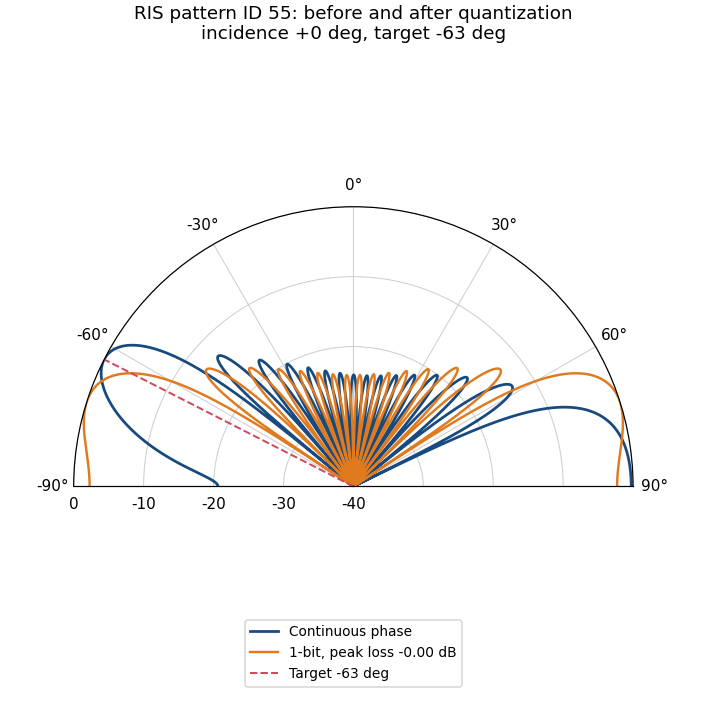 RIS pattern ID 55: before and after quantization
incidence +0 deg, target -63 deg
0°
-30°
30°
-60°
60°
-90°
90°
0
-10
-20
-30
-40
Continuous phase
1-bit, peak loss -0.00 dB
Target -63 deg